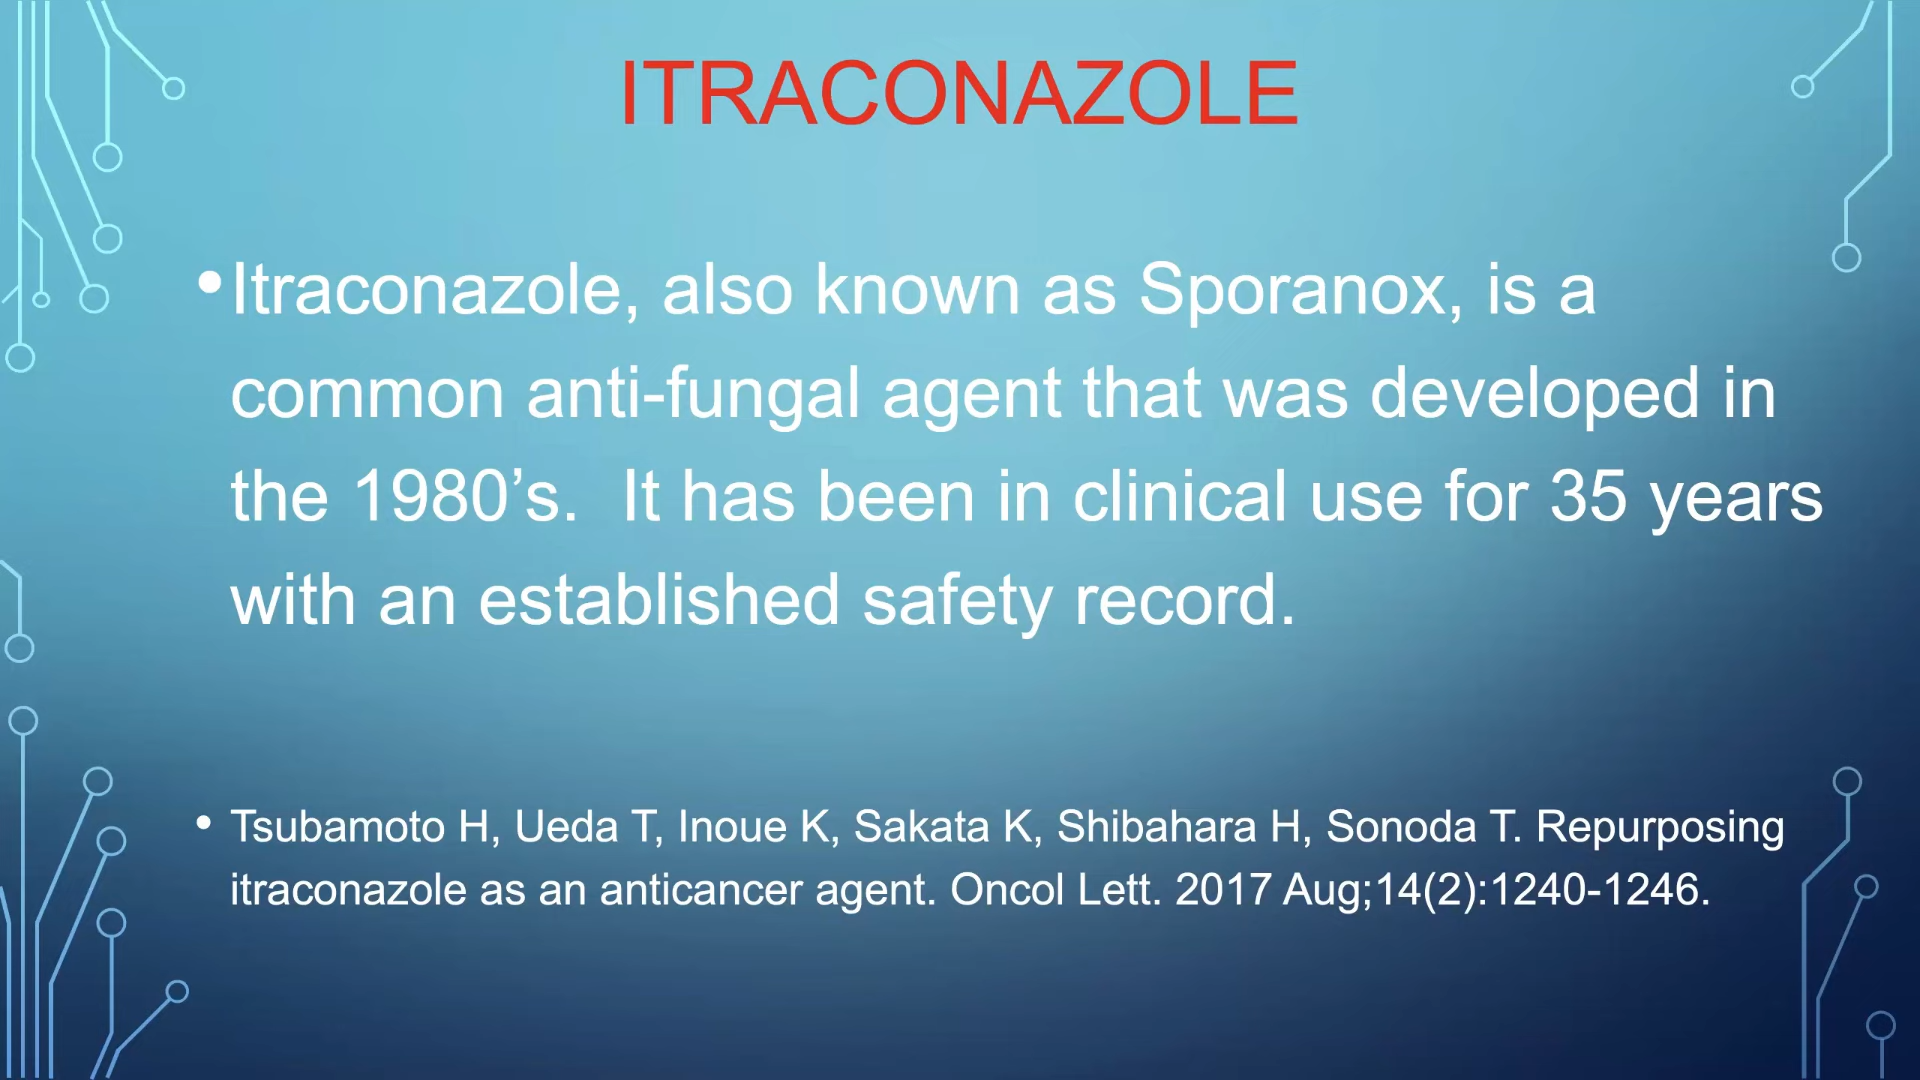 ITRACONAZOLE
•Itraconazole, also known as Sporanox, is a
common anti-fungal agent that was developed in
the 1980’s.  It has been in clinical use for 35 years
with an established safety record.
• Tsubamoto H, Ueda T, Inoue K, Sakata K, Shibahara H, Sonoda T. Repurposing
itraconazole as an anticancer agent. Oncol Lett. 2017 Aug;14(2):1240-1246.